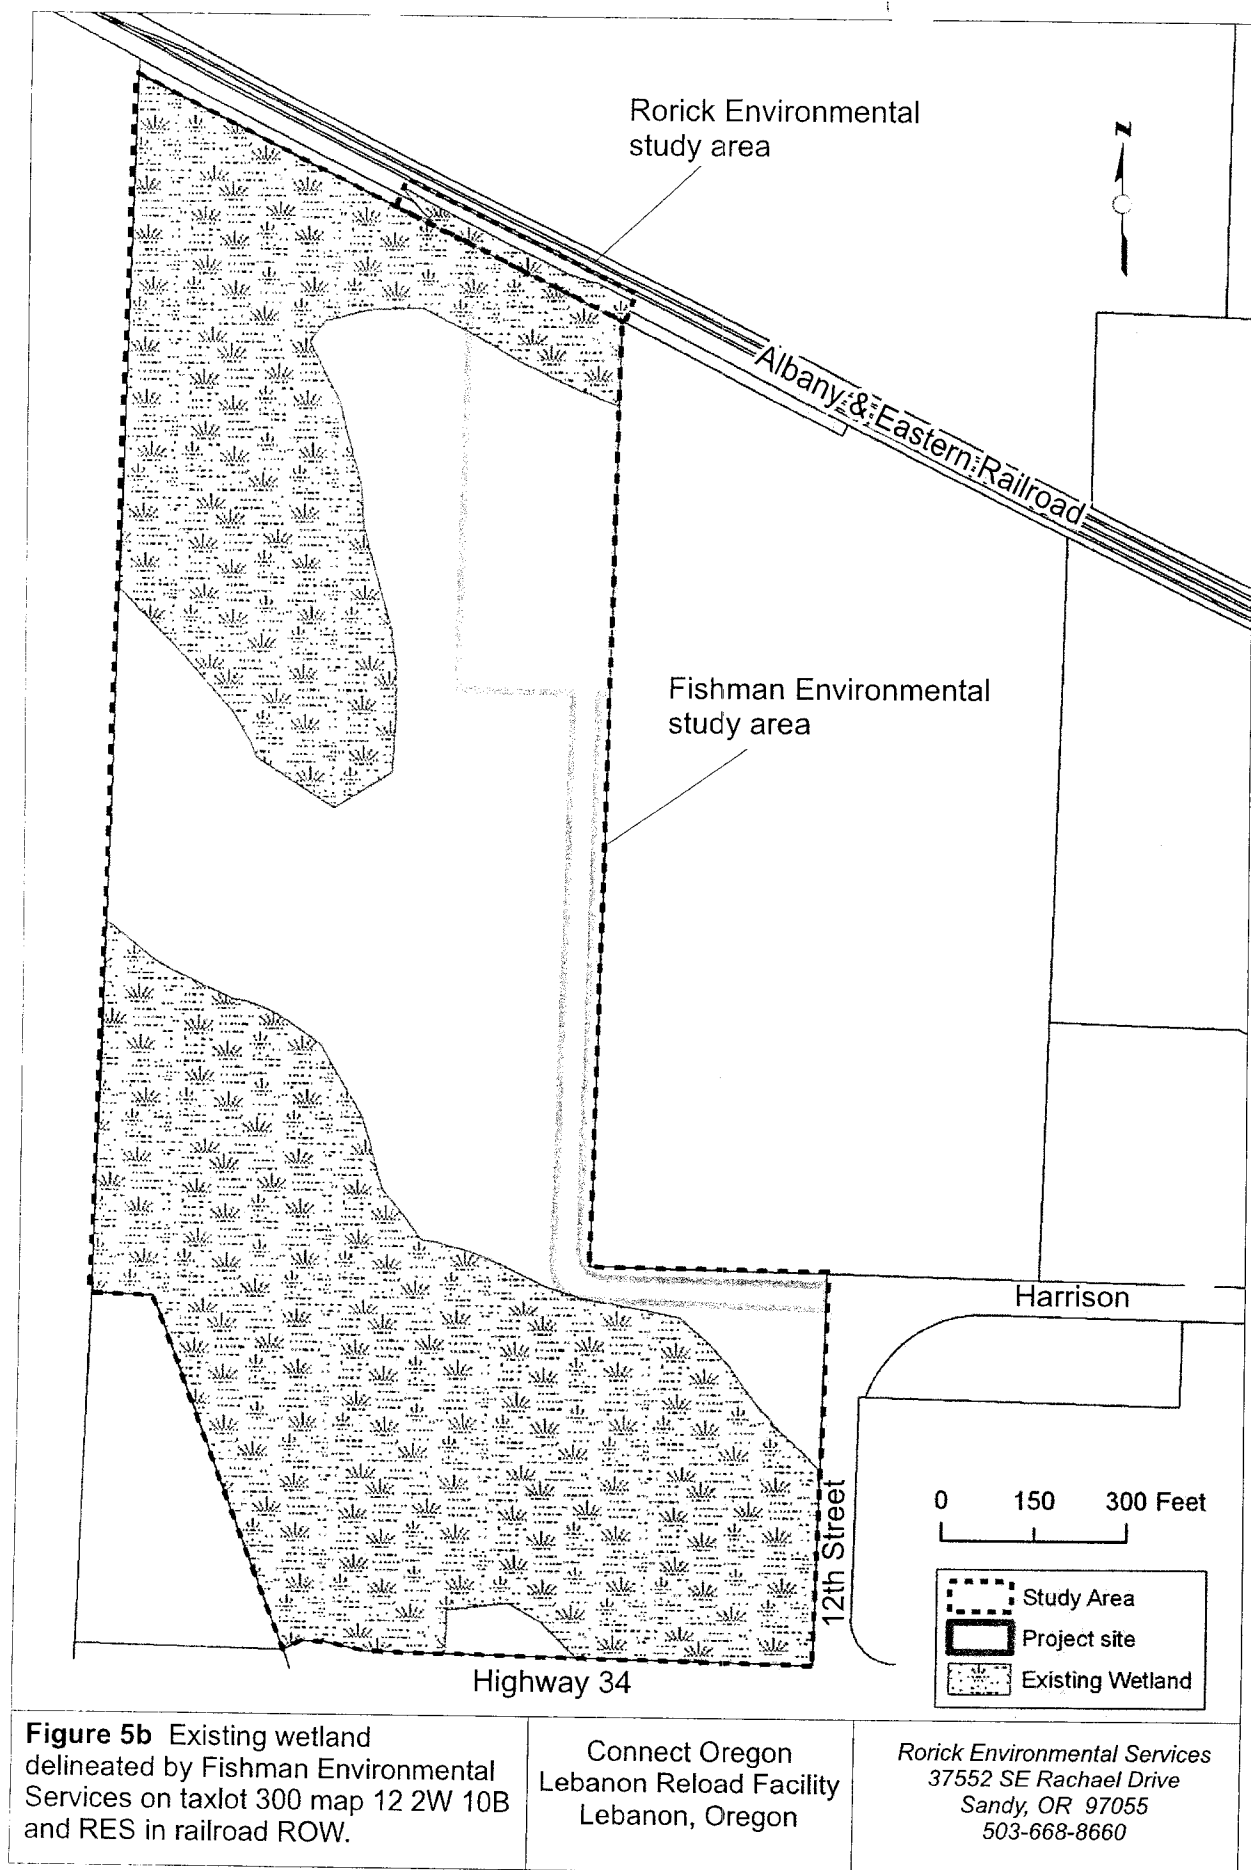 Rorick Environmental
study area
z
Albany & Eastern Railroad
Fishman Environmental
study area
Harrison
0 150 300 Feet
12th Street
Study Area
Project site
Existing Wetland
Highway 34
Figure 5b Existing wetland
delineated by Fishman Environmental
Services on taxlot 300 map 12 2W 10B
and RES in railroad ROW.
Connect Oregon
Lebanon Reload Facility
Lebanon, Oregon
Rorick Environmental Services
37552 SE Rachael Drive
Sandy, OR 97055
503-668-8660